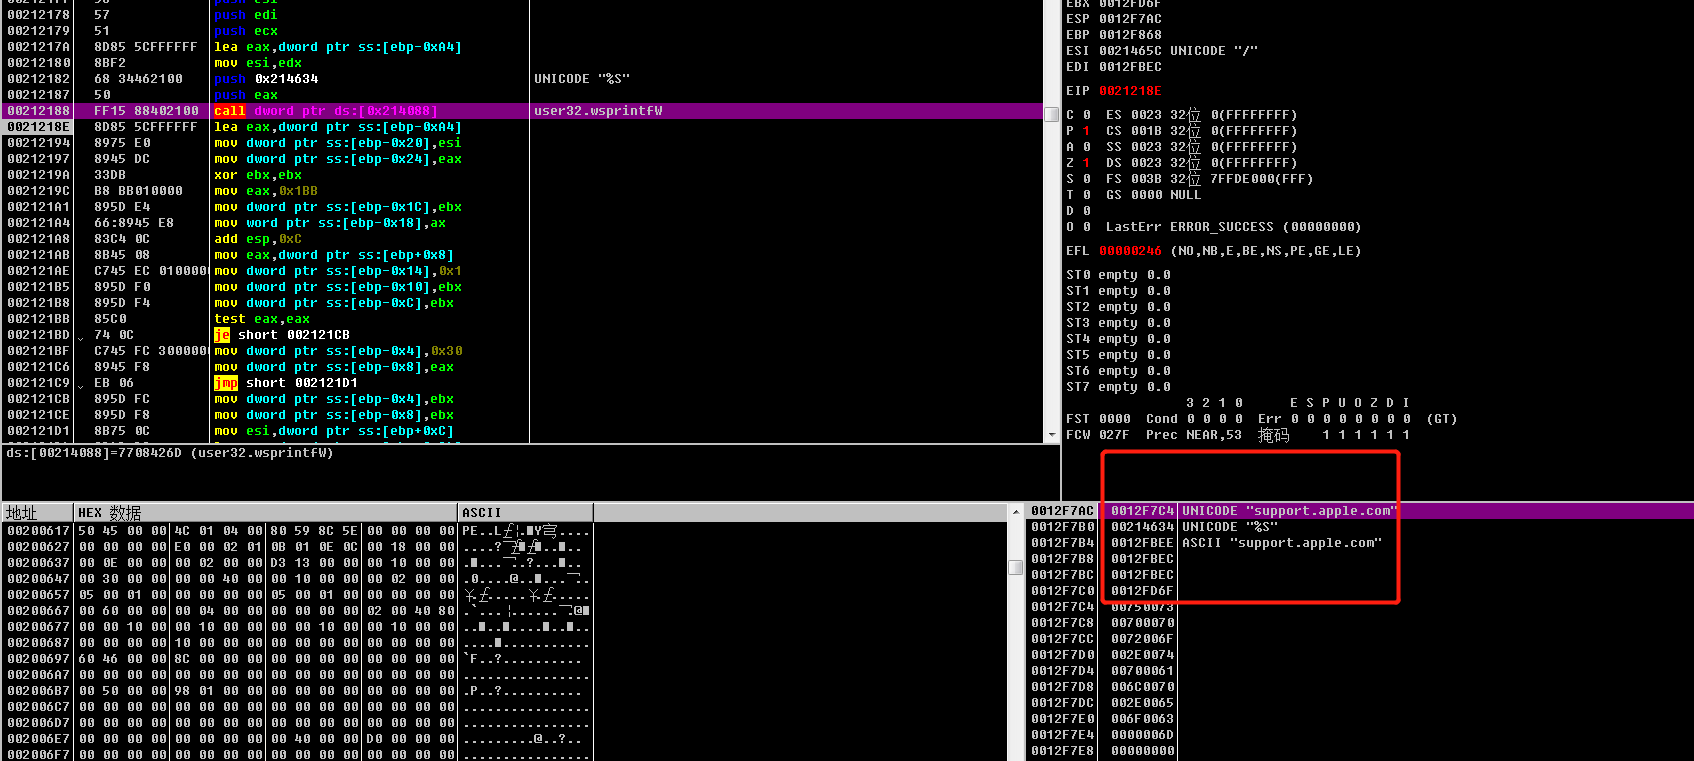 00212178 57 push edi
00212179 51 push ecx
0021217A 8D85 5CFFFFFF lea eax,dword ptr ss:[ebp-0xA4]
00212180 8BF2 mov esi,edx
00212182 68 34462100 push 0x214634 UNICODE "%S"
00212187 50 push eax
00212188 FF15 88402100 call dword ptr ds:[0x214088] user32.wsprintfW
0021218E 8D85 5CFFFFFF lea eax,dword ptr ss:[ebp-0xA4]
00212194 8975 E0 mov dword ptr ss:[ebp-0x20],esi
00212197 8945 DC mov dword ptr ss:[ebp-0x24],eax
0021219A 33DB xor ebx,ebx
0021219C B8 BB010000 mov eax,0x1BB
002121A1 895D E4 mov dword ptr ss:[ebp-0x1C],ebx
002121A4 66:8945 E8 mov word ptr ss:[ebp-0x18],ax
002121A8 83C4 0C add esp,0xC
002121AB 8B45 08 mov eax,dword ptr ss:[ebp+0x8]
002121AE C745 EC 010000 mov dword ptr ss:[ebp-0x14],0x1
002121B5 895D F0 mov dword ptr ss:[ebp-0x10],ebx
002121B8 895D F4 mov dword ptr ss:[ebp-0xC],ebx
002121BB 85C0 test eax,eax
002121BD 74 0C je short 002121CB
002121BF C745 FC 300000 mov dword ptr ss:[ebp-0x4],0x30
002121C6 8945 F8 mov dword ptr ss:[ebp-0x8],eax
002121C9 EB 06 jmp short 002121D1
002121CB 895D FC mov dword ptr ss:[ebp-0x4],ebx
002121CE 895D F8 mov dword ptr ss:[ebp-0x8],ebx
002121D1 8B75 0C mov esi,dword ptr ss:[ebp+0xC]
ds:[00214088]=7708426D (user32.wsprintfW)
EBX 0012FD6F
ESP 0012F7AC
EBP 0012F868
ESI 0021465C UNICODE "/"
EDI 0012FBEC
EIP 0021218E
C 0 ES 0023 32位 0(FFFFFFFF)
P 1 CS 001B 32位 0(FFFFFFFF)
A 0 SS 0023 32位 0(FFFFFFFF)
Z 1 DS 0023 32位 0(FFFFFFFF)
S 0 FS 003B 32位 7FFDE000(FFF)
T 0 GS 0000 NULL
D 0
O 0 LastErr ERROR_SUCCESS (00000000)
EFL 00000246 (NO,NB,E,BE,NS,PE,GE,LE)
ST0 empty 0.0
ST1 empty 0.0
ST2 empty 0.0
ST3 empty 0.0
ST4 empty 0.0
ST5 empty 0.0
ST6 empty 0.0
ST7 empty 0.0
3 2 1 0 E S P U O Z D I
FST 0000 Cond 0 0 0 0 Err 0 0 0 0 0 0 0 0 (GT)
FCW 027F Prec NEAR,53 掩码 1 1 1 1 1 1
地址 HEX 数据 ASCII
00200617 50 45 00 00 4C 01 04 00 80 59 8C 5E 00 00 00 00
00200627 00 00 00 00 E0 00 02 01 0B 01 0E 0C 00 18 00 00
00200637 00 0E 00 00 00 02 00 00 D3 13 00 00 00 10 00 00
00200647 00 30 00 00 00 00 40 00 00 10 00 00 00 02 00 00
00200657 05 00 01 00 00 00 00 00 05 00 01 00 00 00 00 00
00200667 00 60 00 00 00 04 00 00 00 00 00 00 02 00 40 80
00200677 00 00 10 00 00 10 00 00 00 00 10 00 00 10 00 00
00200687 00 00 00 00 10 00 00 00 00 00 00 00 00 00 00 00
00200697 60 46 00 00 8C 00 00 00 00 00 00 00 00 00 00 00 `F..?...........
002006A7 00 00 00 00 00 00 00 00 00 00 00 00 00 00 00 00 ................
002006B7 00 50 00 00 98 01 00 00 00 00 00 00 00 00 00 00 .P..?...........
002006C7 00 00 00 00 00 00 00 00 00 00 00 00 00 00 00 00 ................
002006D7 00 00 00 00 00 00 00 00 00 00 00 00 00 00 00 00 ................
002006E7 00 00 00 00 00 00 00 00 00 40 00 00 D0 00 00 00 .........@..?..
002006F7 00 00 00 00 00 00 00 00 00 00 00 00 00 00 00 00 ................
0012F7AC 0012F7C4 UNICODE "support.apple.com"
0012F7B0 00214634 UNICODE "%S"
0012F7B4 0012FBEE ASCII "support.apple.com"
0012F7B8 0012FBEC
0012F7BC 0012FBEC
0012F7C0 0012FD6F
0012F7C4 00750073
0012F7C8 00700070
0012F7CC 0072006F
0012F7D0 002E0074
0012F7D4 00700061
0012F7D8 006C0070
0012F7DC 002E0065
0012F7E0 006F0063
0012F7E4 0000006D
0012F7E8 00000000